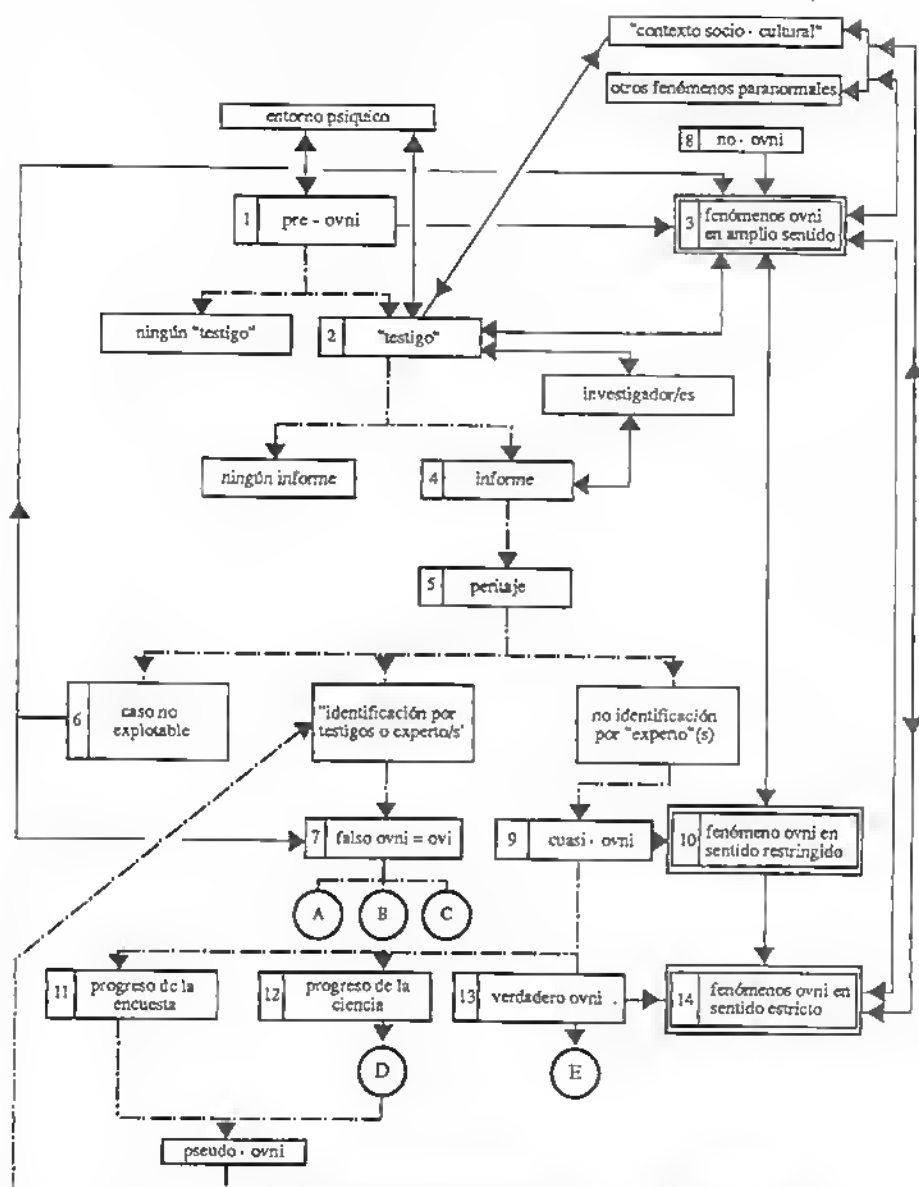 "contexto socio - cultural"
otros fenómenos paranormales
entorno psíquico
8 no - ovni
1 pre - ovni
3 fenómenos ovni
en amplio sentido
ningún "testigo"
2 "testigo"
investigador/es
ningún informe
4 informe
5 peritaje
6 caso no
explotable
"identificación por
testigos o experto/s"
no identificación
por "experto"(s)
7 falso ovni = ovi
9 cuasi - ovni
10 fenómeno ovni en
sentido restringido
A B C
11 progreso de la
encuesta
12 progreso de la
ciencia
13 verdadero ovni
14 fenómenos ovni en
sentido estricto
D
E
pseudo - ovni